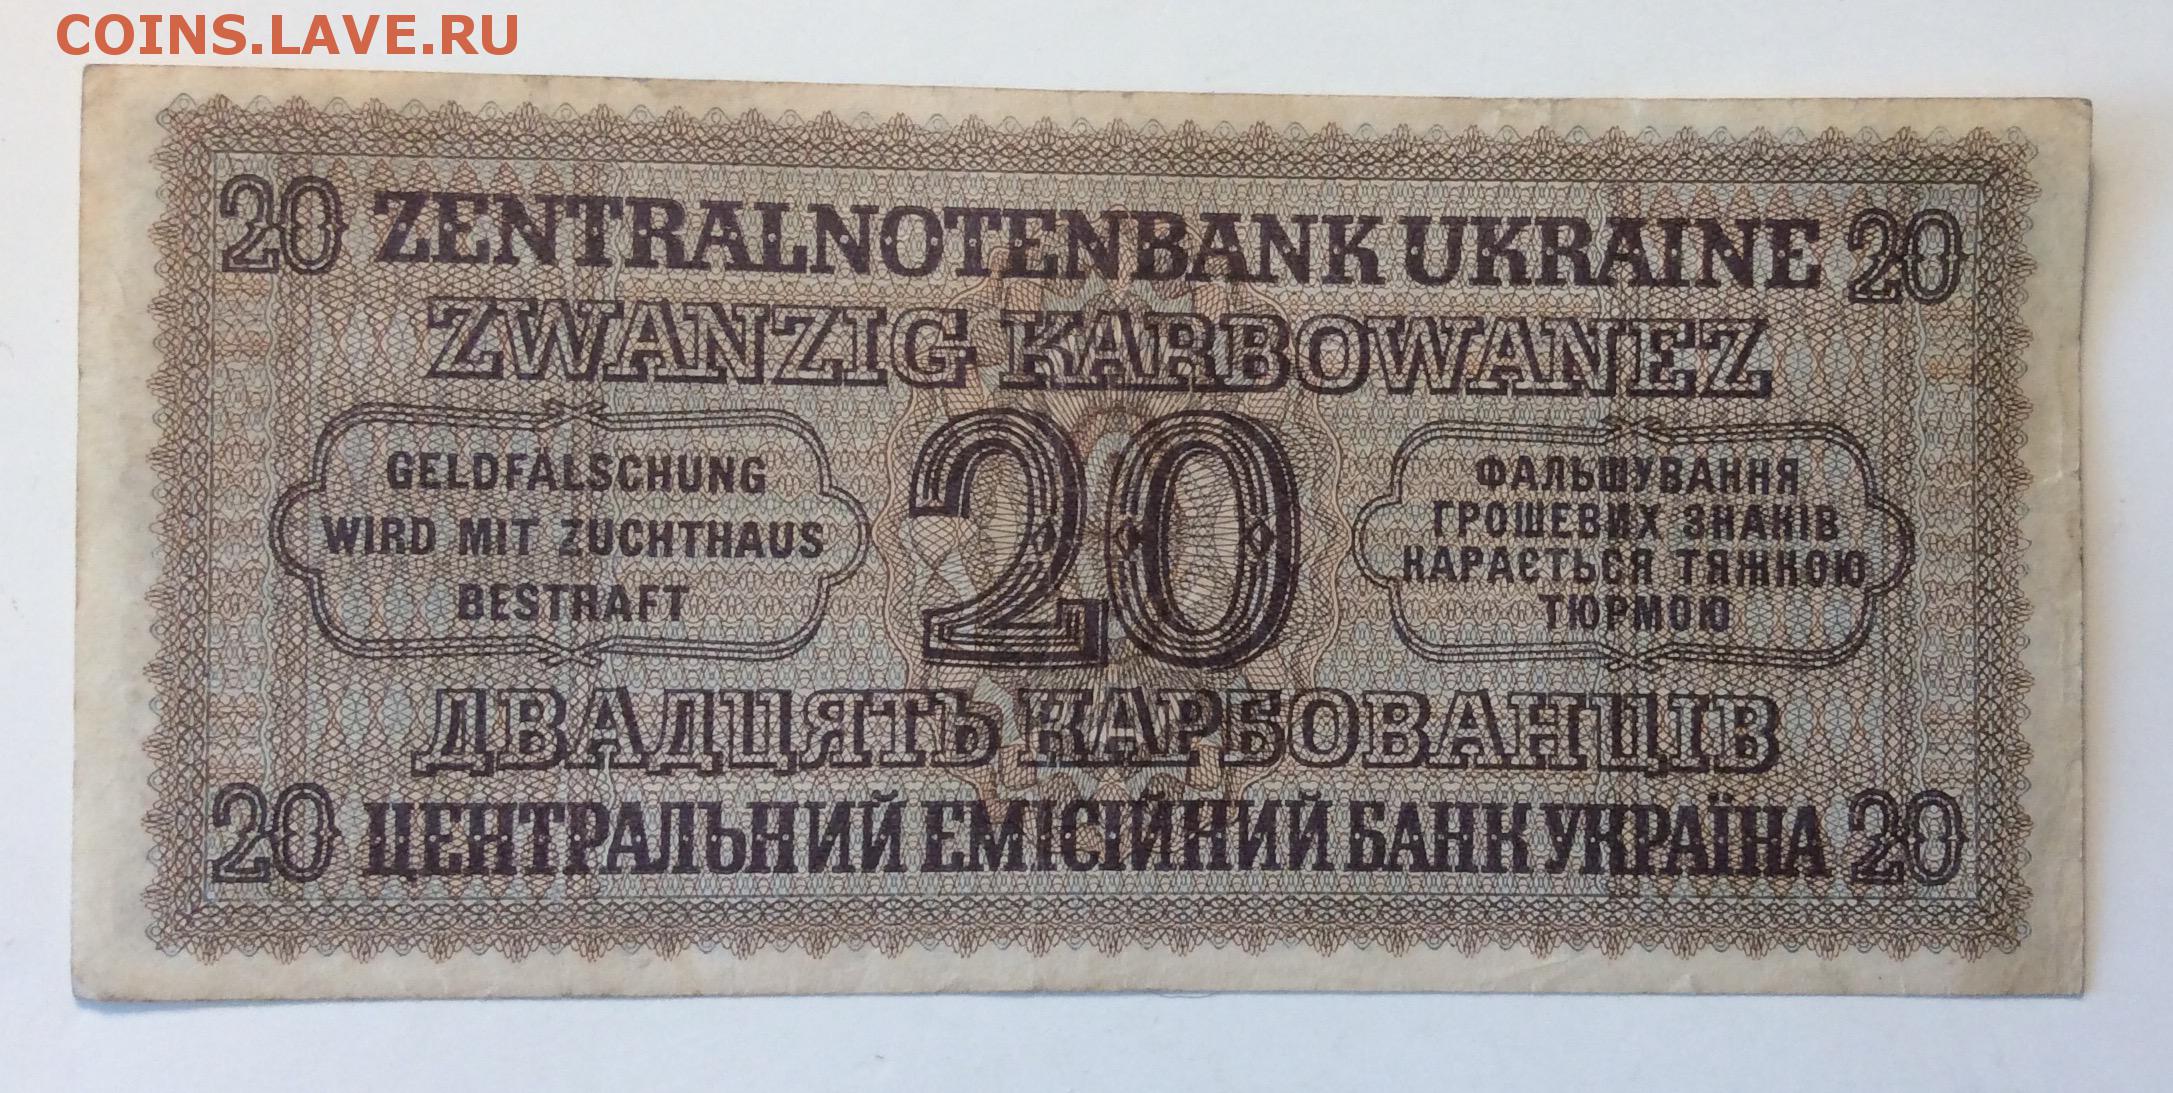 COINS.LAVE.RU
20 ZENTRALNOTENBANK UKRAINE 20
ZWANZIG KARBOWANEZ
GELDFÄLSCHUNG
WIRD MIT ZUCHTHAUS
BESTRAFT
20
ФАЛЬШУВАННЯ
ГРОШЕВИХ ЗНАКІВ
КАРАЄТЬСЯ ТЯЖКОЮ
ТЮРМОЮ
ДВАДЦЯТЬ КАРБОВАНЦІВ
20 ЦЕНТРАЛЬНИЙ ЕМІСІЙНИЙ БАНК УКРАЇНА 20